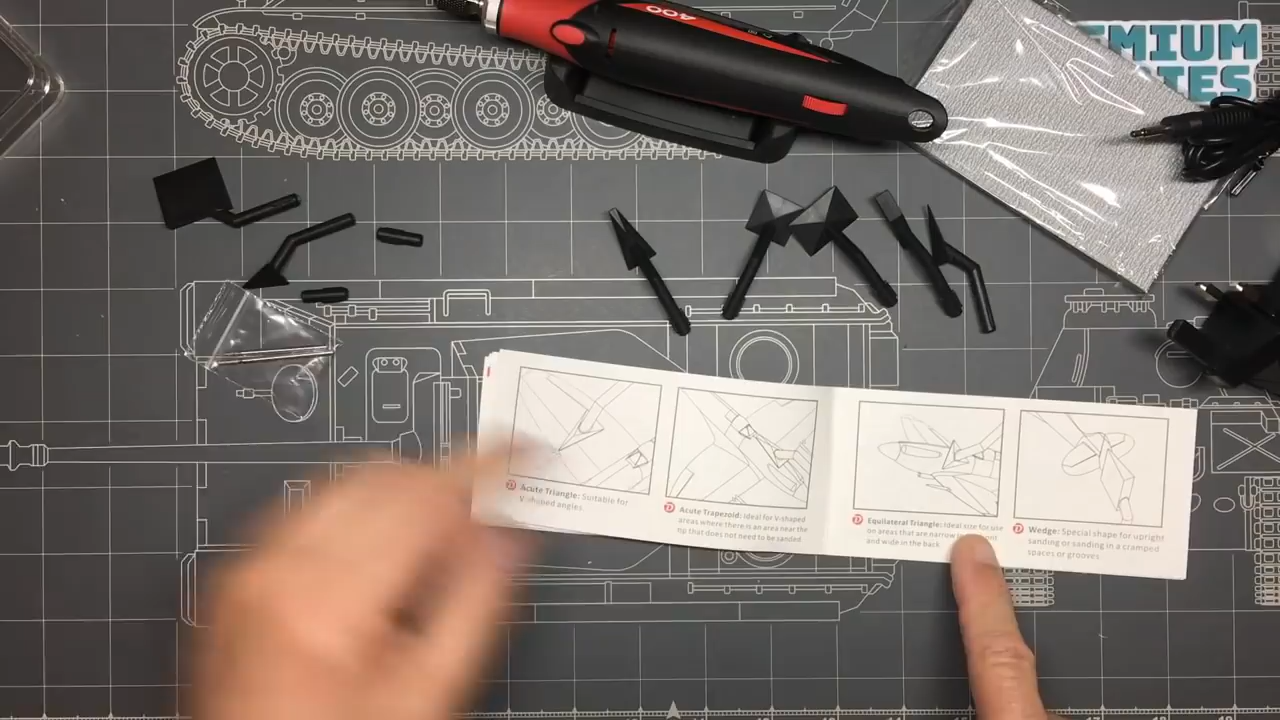 400
EMIUM
IES
Acute Triangle: Suitable for
V-shaped angles.
Acute Trapezoid: Ideal for V-shaped
areas where there is an area near the
tip that does not need to be sanded
Equilateral Triangle: Ideal size for use
on areas that are narrow
and wide in the back.
Wedge: Special shape for upright
sanding or sanding in a cramped
spaces or grooves.